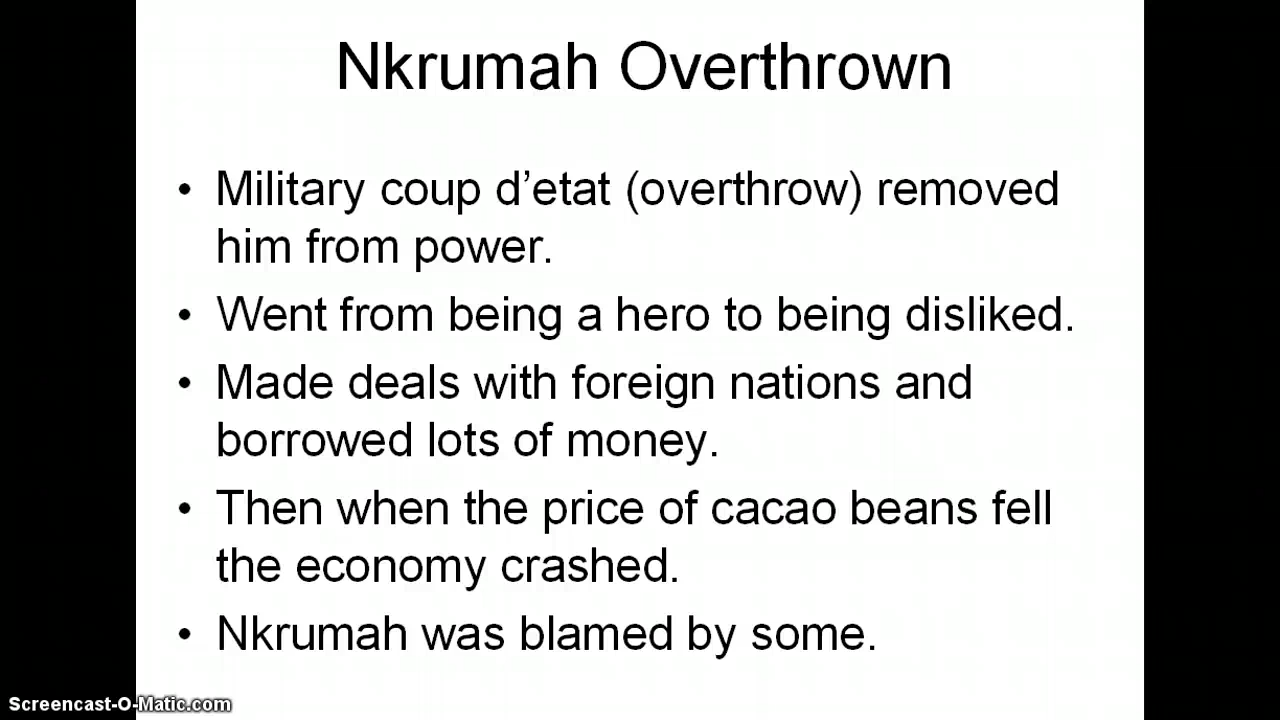 Nkrumah Overthrown
• Military coup d’etat (overthrow) removed
him from power.
• Went from being a hero to being disliked.
• Made deals with foreign nations and
borrowed lots of money.
• Then when the price of cacao beans fell
the economy crashed.
• Nkrumah was blamed by some.
Screencast-O-Matic.com